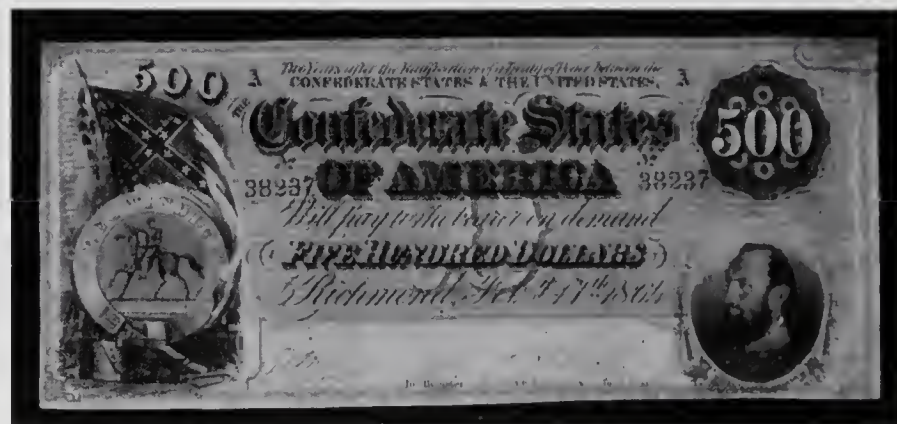 500
A Two Years after the Ratification of a Treaty of Peace between the A
CONFEDERATE STATES & THE UNITED STATES,
THE
Confederate States
500
OF AMERICA
38237 38237
Will pay to the bearer on demand
FIVE HUNDRED DOLLARS
Richmond, Feb. 17th 1864